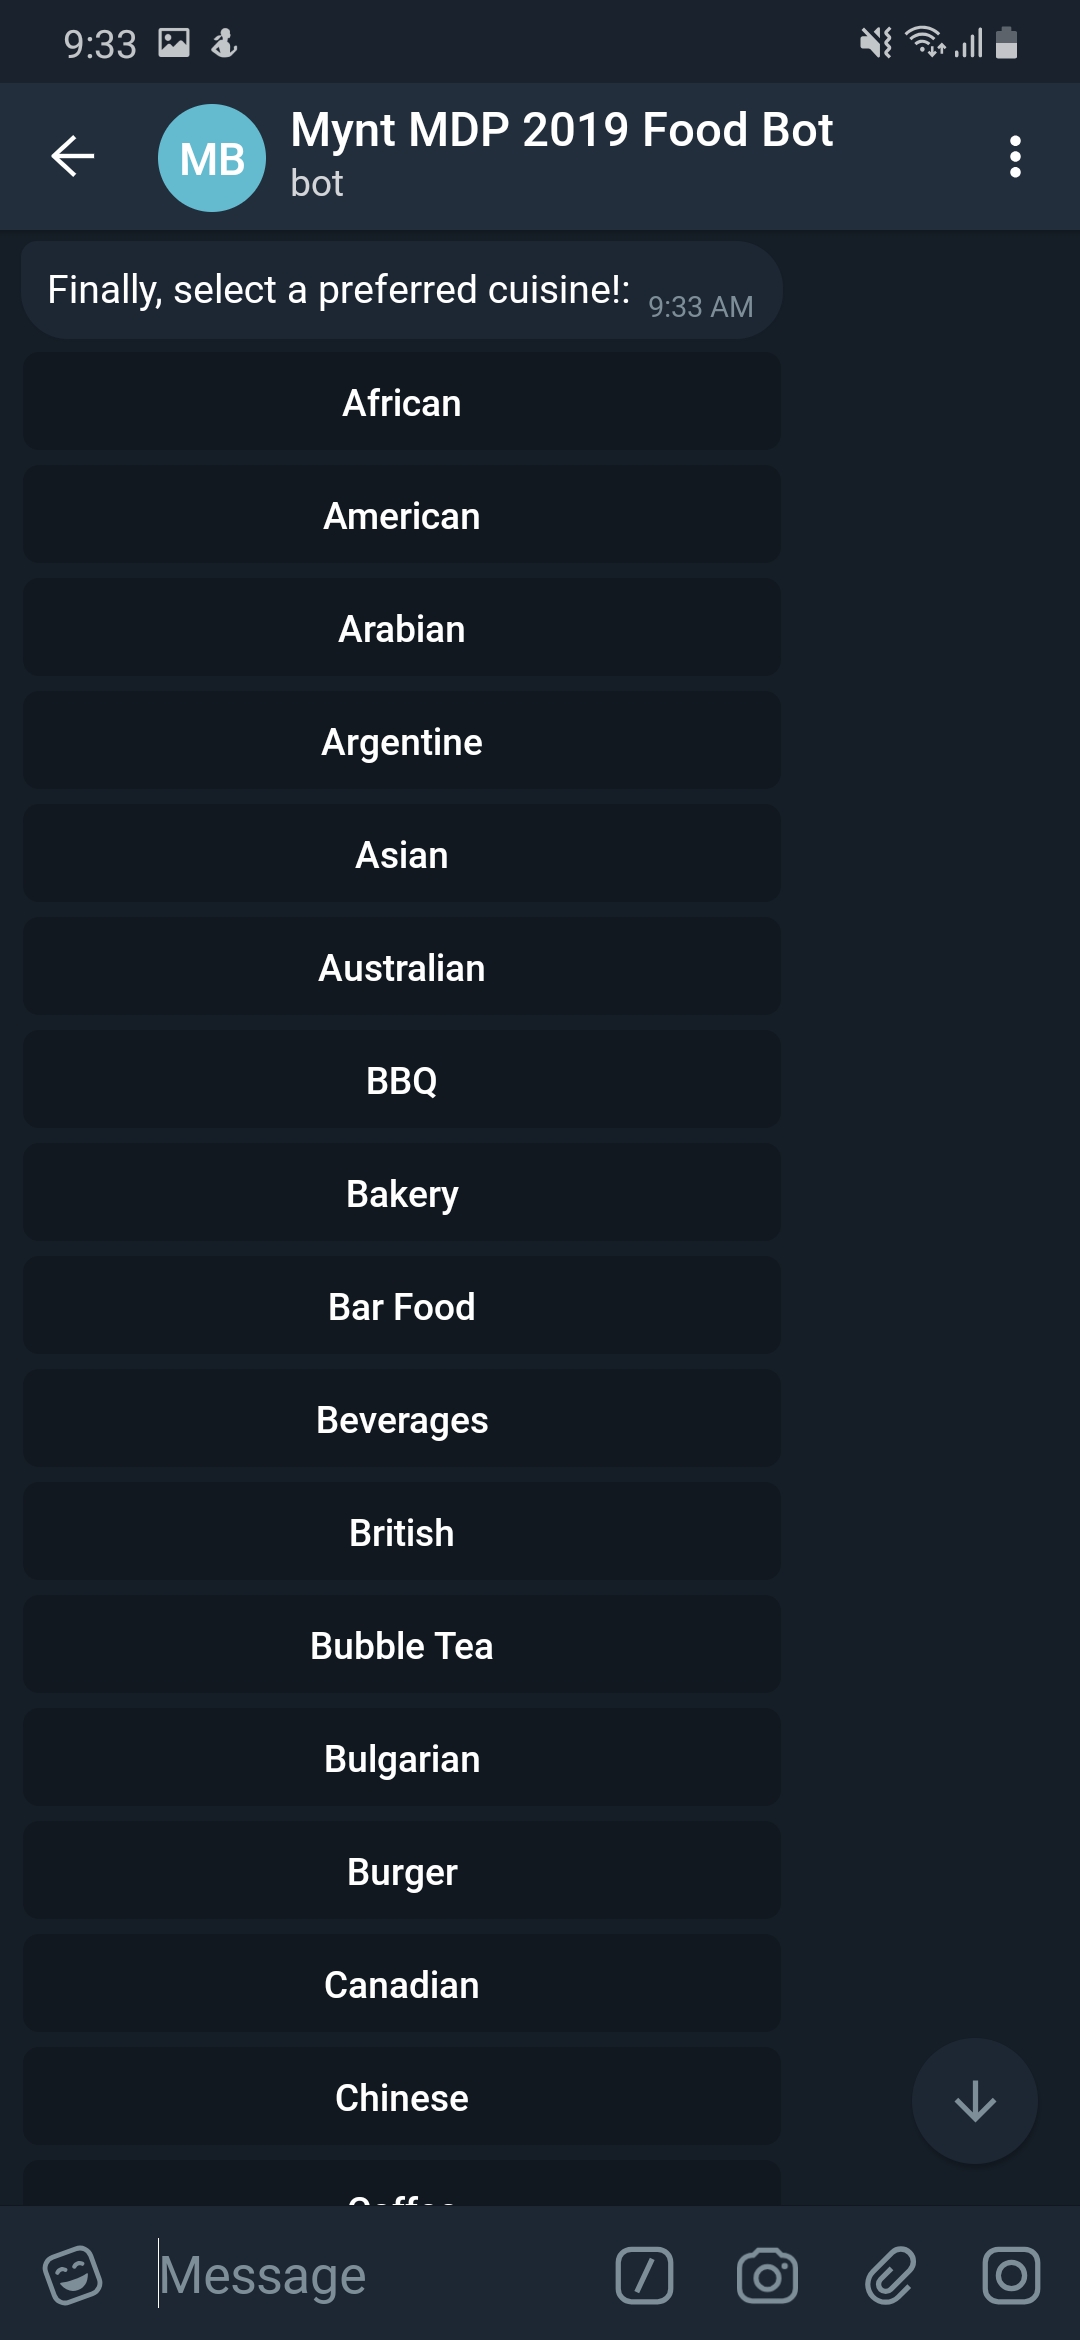 9:33
MB
Mynt MDP 2019 Food Bot
bot
Finally, select a preferred cuisine!: 9:33 AM
African
American
Arabian
Argentine
Asian
Australian
BBQ
Bakery
Bar Food
Beverages
British
Bubble Tea
Bulgarian
Burger
Canadian
Chinese
Message